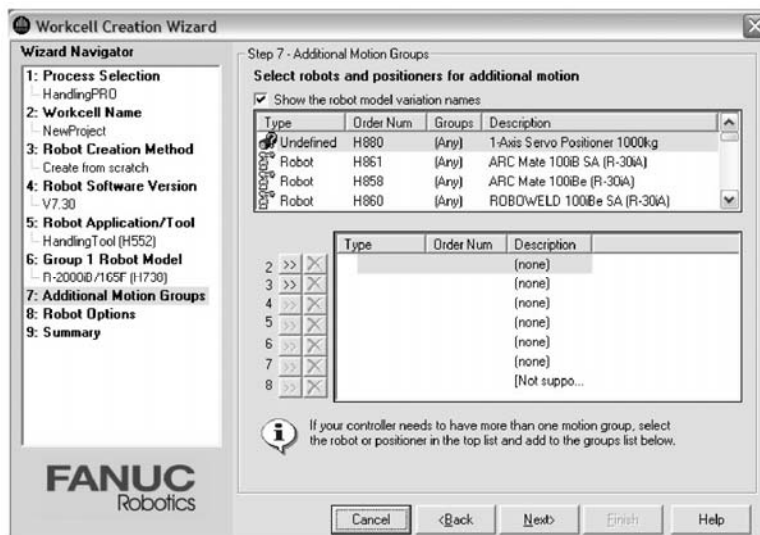 Workcell Creation Wizard
Wizard Navigator
1: Process Selection
HandlingPRO
2: Workcell Name
NewProject
3: Robot Creation Method
Create from scratch
4: Robot Software Version
V7.30
5: Robot Application/Tool
HandlingTool (H552)
6: Group 1 Robot Model
R-2000iB/165F (H738)
7: Additional Motion Groups
8: Robot Options
9: Summary
FANUC
Robotics
Step 7 - Additional Motion Groups
Select robots and positioners for additional motion
Show the robot model variation names
Type Order Num Groups Description
Undefined H880 (Any) 1-Axis Servo Positioner 1000kg
Robot H861 (Any) ARC Mate 100iB SA (R-30iA)
Robot H858 (Any) ARC Mate 100iBe (R-30iA)
Robot H860 (Any) ROBOWELD 100iBe SA (R-30iA)
Type Order Num Description
2 >> (none)
3 >> (none)
4 >> (none)
5 >> (none)
6 >> (none)
7 >> (none)
8 >> [Not suppo...
If your controller needs to have more than one motion group, select
the robot or positioner in the top list and add to the groups list below.
Cancel <Back Next> Finish Help